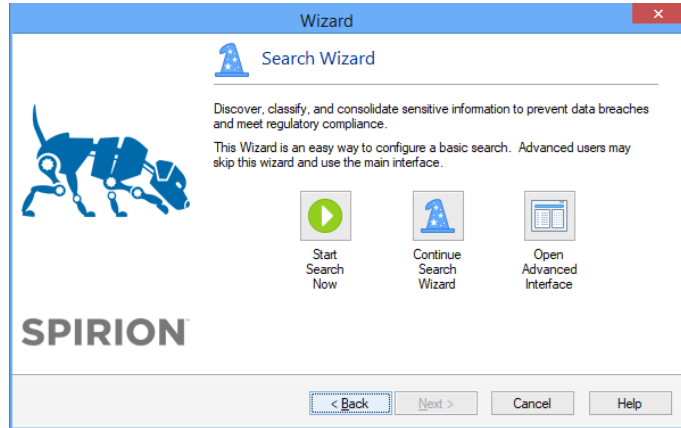 Wizard
x
Search Wizard
Discover, classify, and consolidate sensitive information to prevent data breaches
and meet regulatory compliance.
This Wizard is an easy way to configure a basic search. Advanced users may
skip this wizard and use the main interface.
Start
Search
Now
Continue
Search
Wizard
Open
Advanced
Interface
SPIRION™
< Back
Next >
Cancel
Help